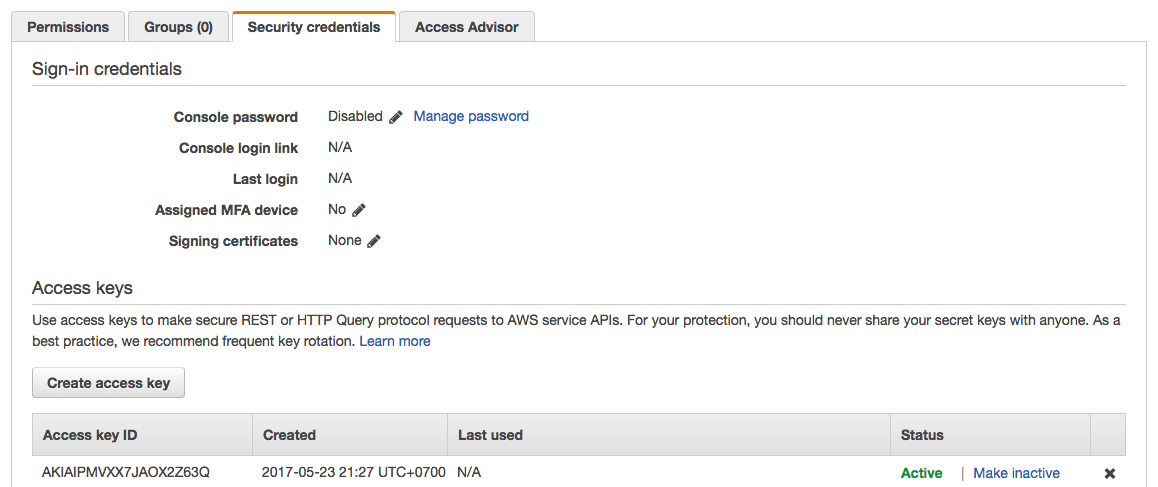 Permissions Groups (0) Security credentials Access Advisor
Sign-in credentials
Console password Disabled Manage password
Console login link N/A
Last login N/A
Assigned MFA device No
Signing certificates None
Access keys
Use access keys to make secure REST or HTTP Query protocol requests to AWS service APIs. For your protection, you should never share your secret keys with anyone. As a
best practice, we recommend frequent key rotation. Learn more
Create access key
Access key ID Created Last used Status
AKIAIPMVXX7JAOX2Z63Q 2017-05-23 21:27 UTC+0700 N/A Active | Make inactive